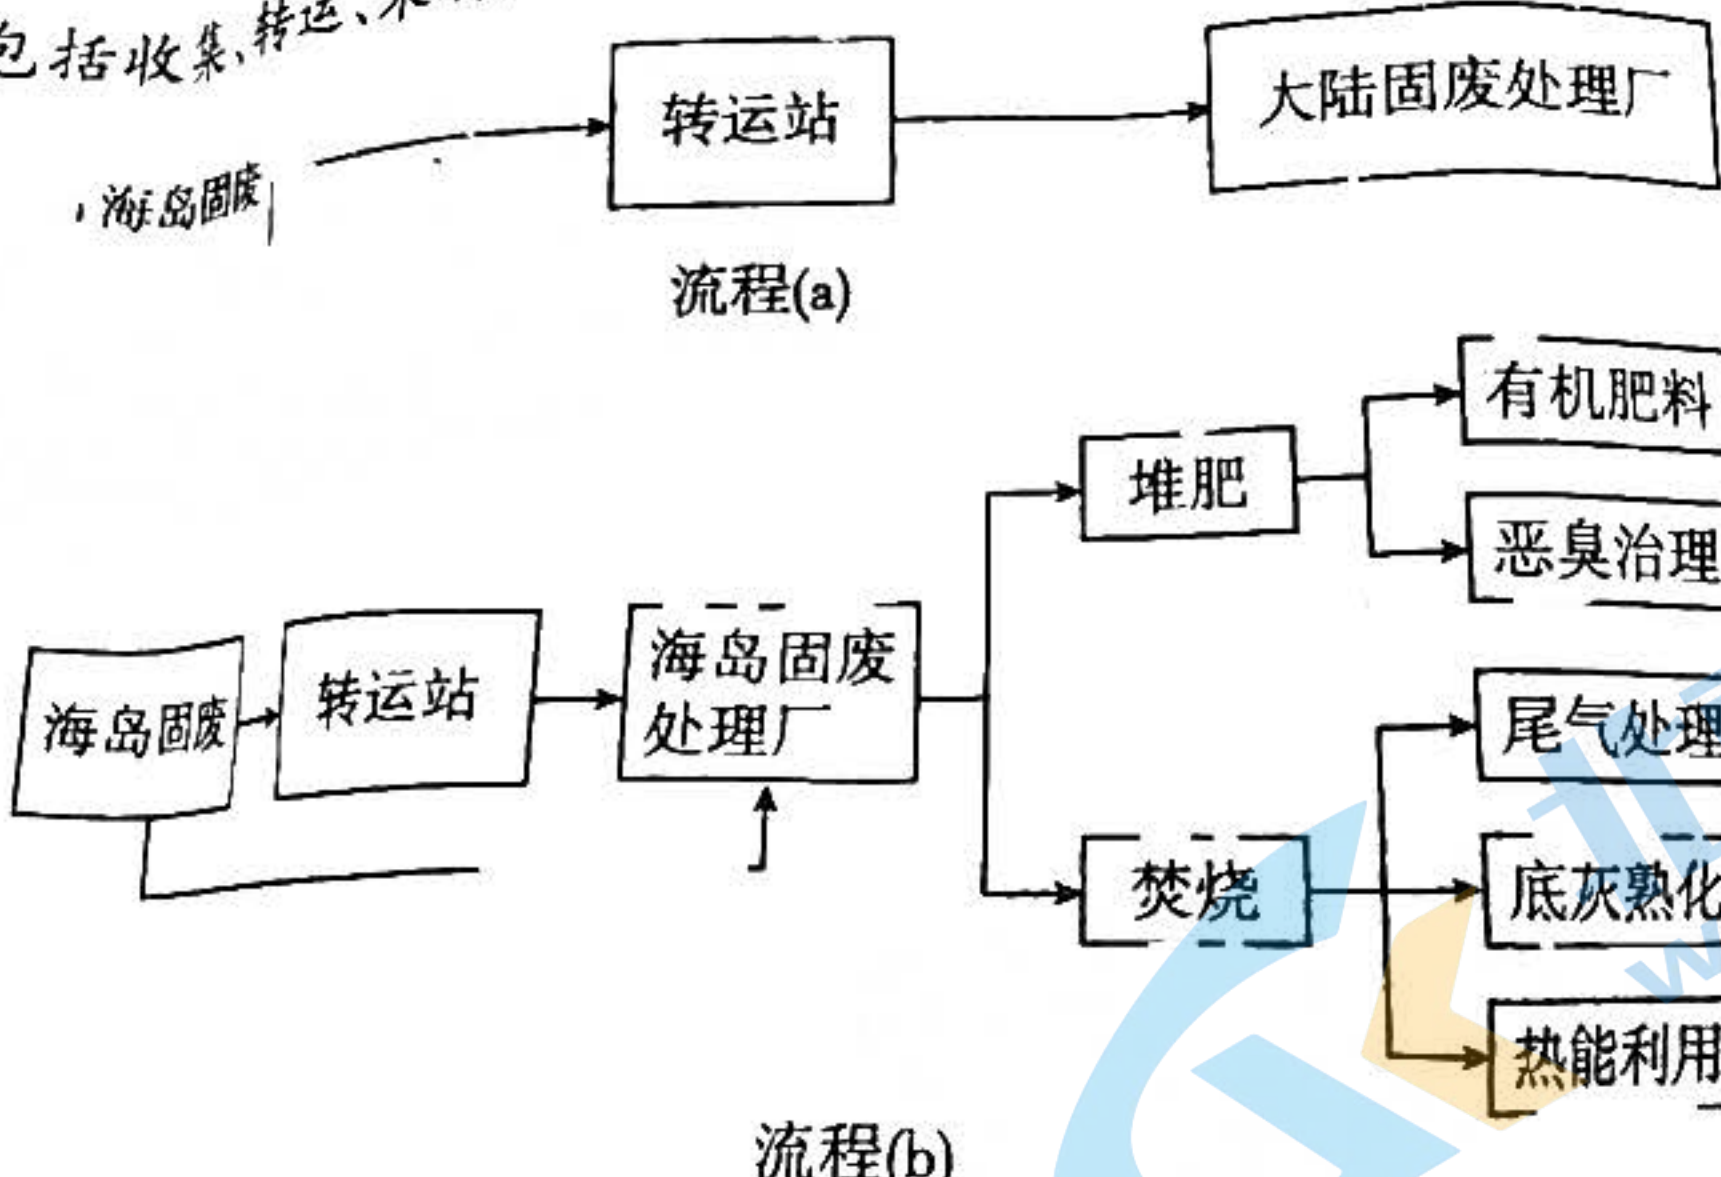 包括收集、转运、
转运站
大陆固废处理厂
海岛固废
流程(a)
有机肥料
堆肥
恶臭治理
海岛固废
转运站
海岛固废
处理厂
尾气处理
焚烧
底灰熟化
热能利用
流程(b)